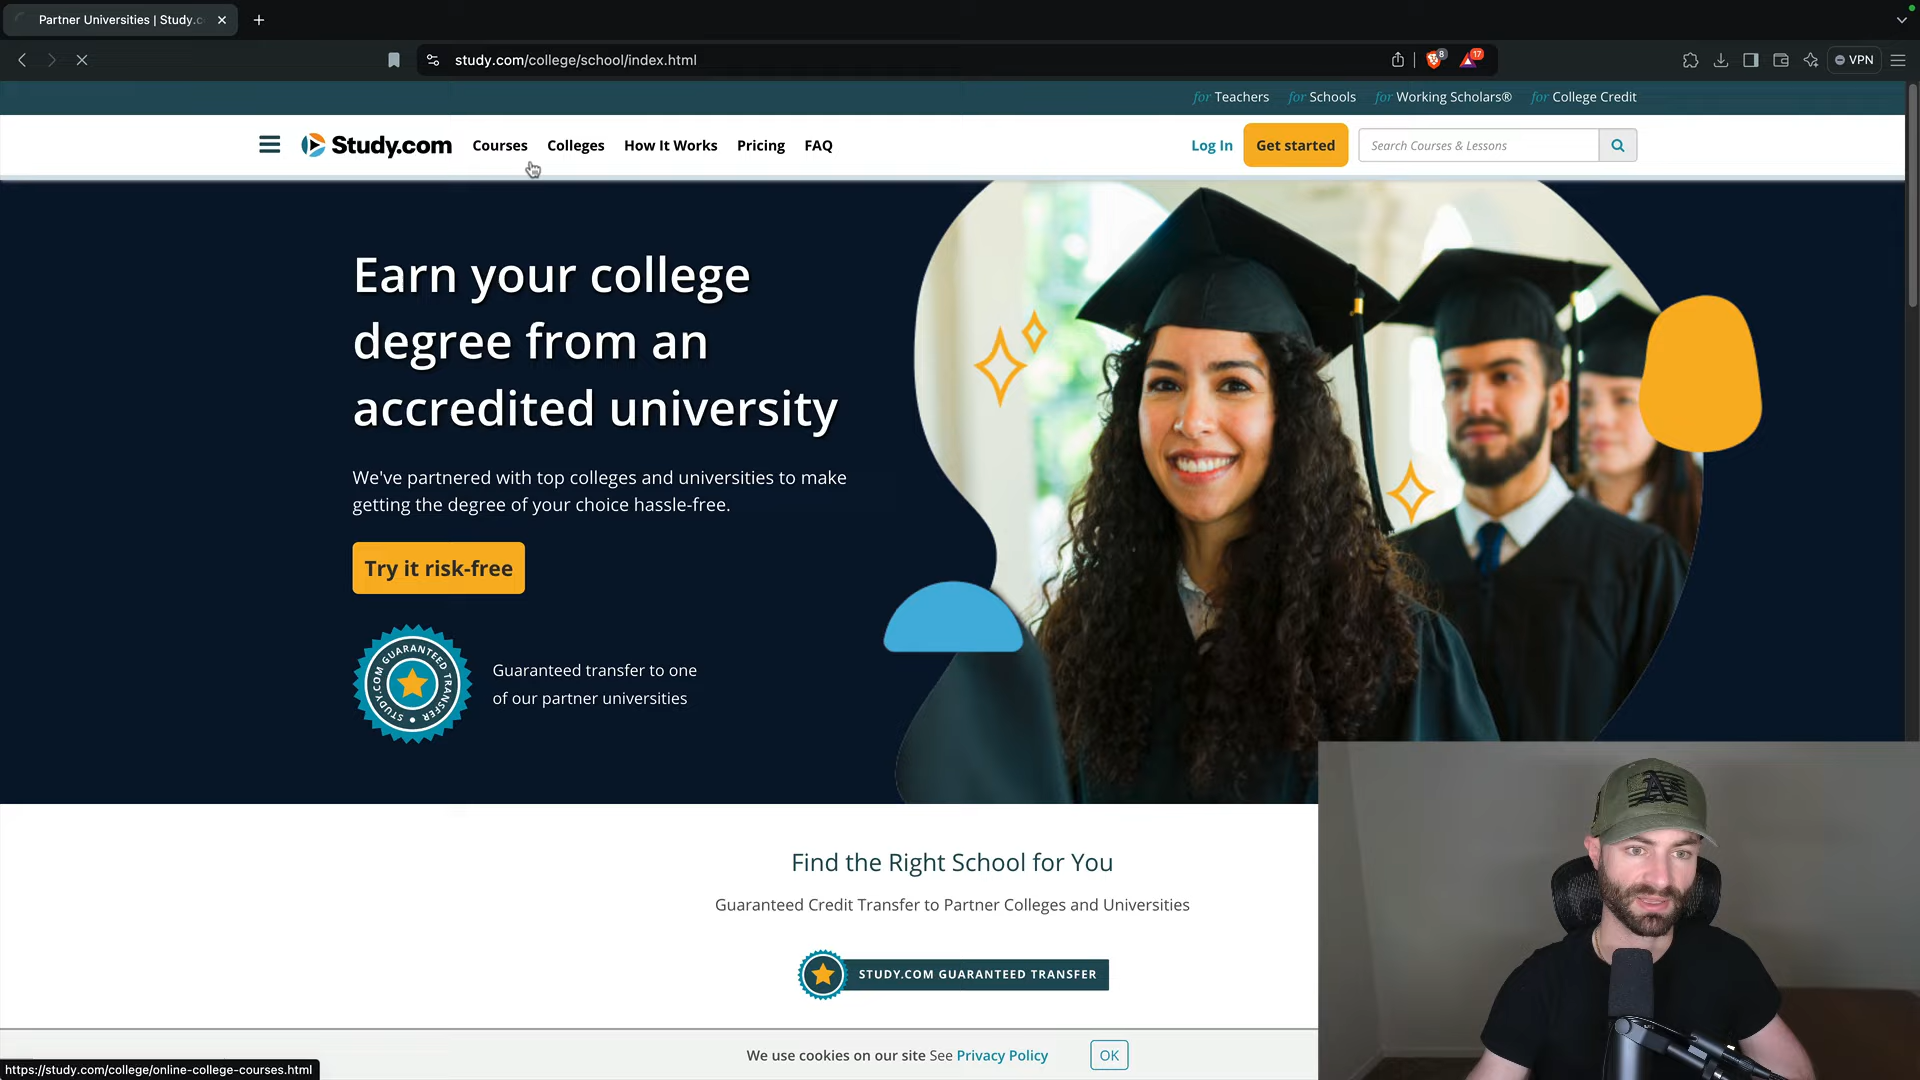 Partner Universities | Study.c
study.com/college/school/index.html
8
17
VPN
for Teachers
for Schools
for Working Scholars®
for College Credit
Study.com
Courses
Colleges
How It Works
Pricing
FAQ
Log In
Get started
Search Courses & Lessons
Earn your college
degree from an
accredited university
We've partnered with top colleges and universities to make
getting the degree of your choice hassle-free.
Try it risk-free
STUDY.COM GUARANTEED TRANSFER
Guaranteed transfer to one
of our partner universities
Find the Right School for You
Guaranteed Credit Transfer to Partner Colleges and Universities
STUDY.COM GUARANTEED TRANSFER
We use cookies on our site See Privacy Policy
OK
https://study.com/college/online-college-courses.html
A